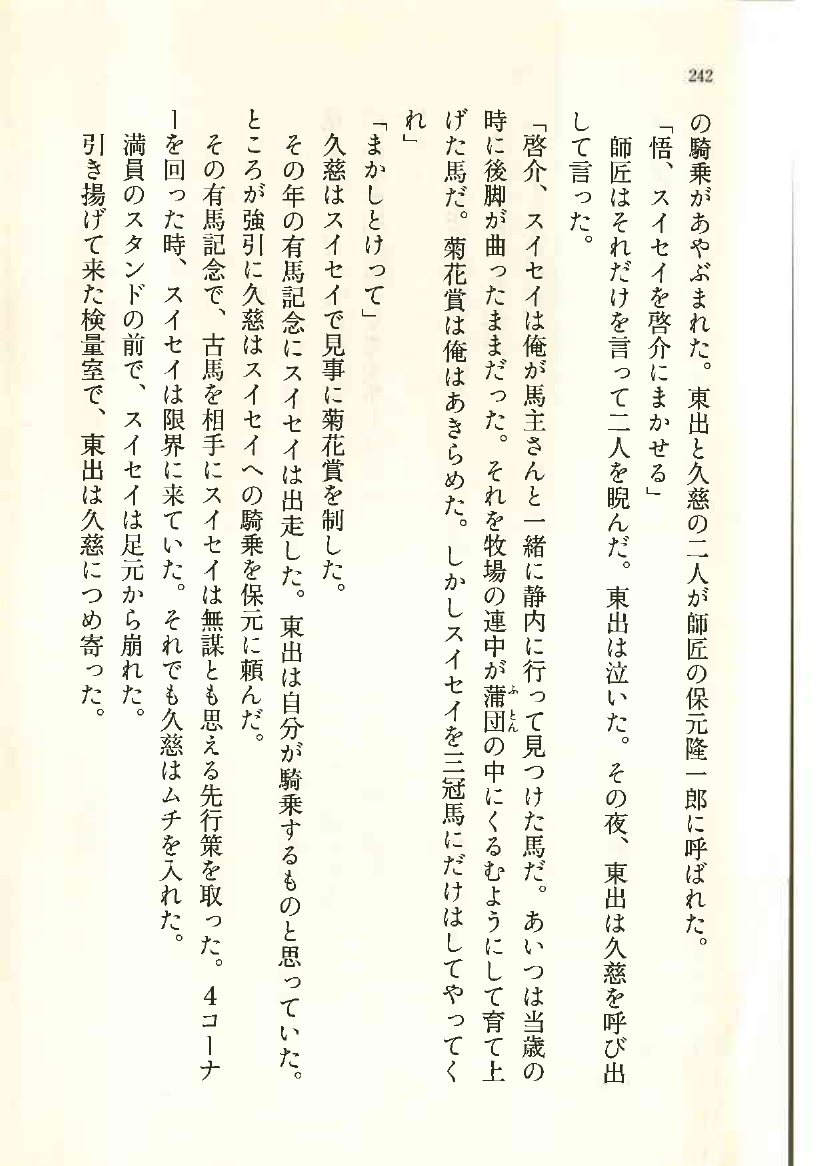 242
の騎乗があやぶまれた。東出と久慈の二人が師匠の保元隆一郎に呼ばれた。
「悟、スイセイを啓介にまかせる」
師匠はそれだけを言って二人を睨んだ。東出は泣いた。その夜、東出は久慈を呼び出
して言った。
「啓介、スイセイは俺が馬主さんと一緒に静内に行って見つけた馬だ。あいつは当歳の
時に後脚が曲ったままだった。それを牧場の連中が蒲団の中にくるむようにして育て上
げた馬だ。菊花賞は俺はあきらめた。しかしスイセイを三冠馬にだけはしてやってく
れ」
「まかしとけって」
久慈はスイセイで見事に菊花賞を制した。
その年の有馬記念にスイセイは出走した。東出は自分が騎乗するものと思っていた。
ところが強引に久慈はスイセイへの騎乗を保元に頼んだ。
その有馬記念で、古馬を相手にスイセイは無謀とも思える先行策を取った。4コーナ
ーを回った時、スイセイは限界に来ていた。それでも久慈はムチを入れた。
満員のスタンドの前で、スイセイは足元から崩れた。
引き揚げて来た検量室で、東出は久慈につめ寄った。